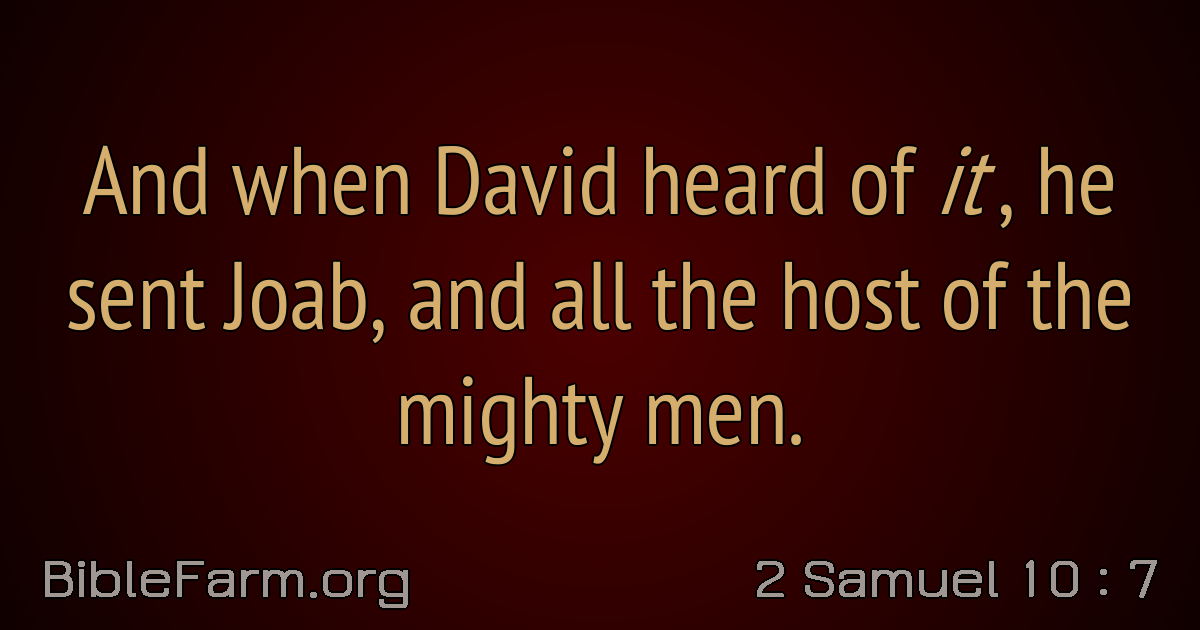 And when David heard of it, he
sent Joab, and all the host of the
mighty men.
BibleFarm.org
2 Samuel 10 : 7